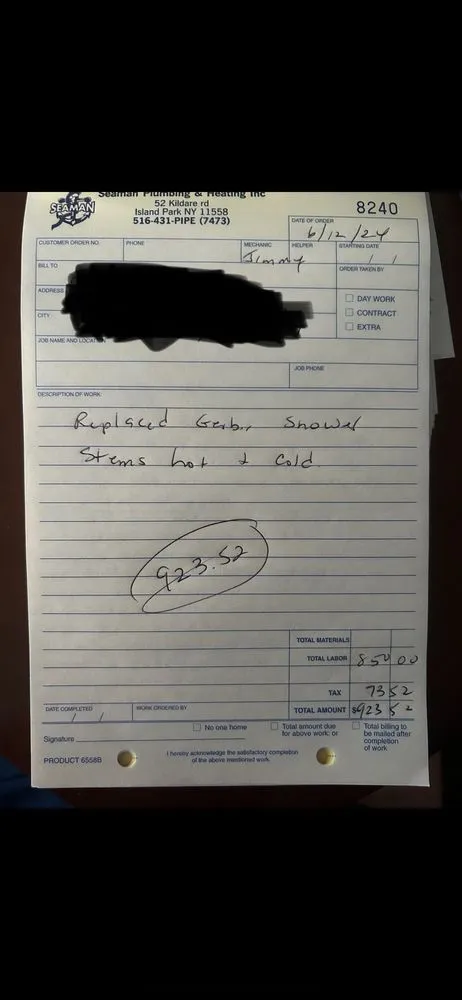 Seaman Plumbing & Heating Inc
SEAMAN
52 Kildare rd
Island Park NY 11558
516-431-PIPE (7473)
8240
DATE OF ORDER
6/12/24
CUSTOMER ORDER NO.
PHONE
MECHANIC
Jimmy
HELPER
STARTING DATE
/ /
BILL TO
ORDER TAKEN BY
ADDRESS
DAY WORK
CONTRACT
EXTRA
CITY
JOB NAME AND LOCATION
JOB PHONE
DESCRIPTION OF WORK:
Replaced Gerber Shower
Stems hot & cold
923.52
TOTAL MATERIALS
TOTAL LABOR 850 00
TAX 73 52
DATE COMPLETED
/ /
WORK ORDERED BY
TOTAL AMOUNT $923 52
No one home
Total amount due
for above work; or
Total billing to
be mailed after
completion
of work
Signature
I hereby acknowledge the satisfactory completion
of the above mentioned work.
PRODUCT 6558B